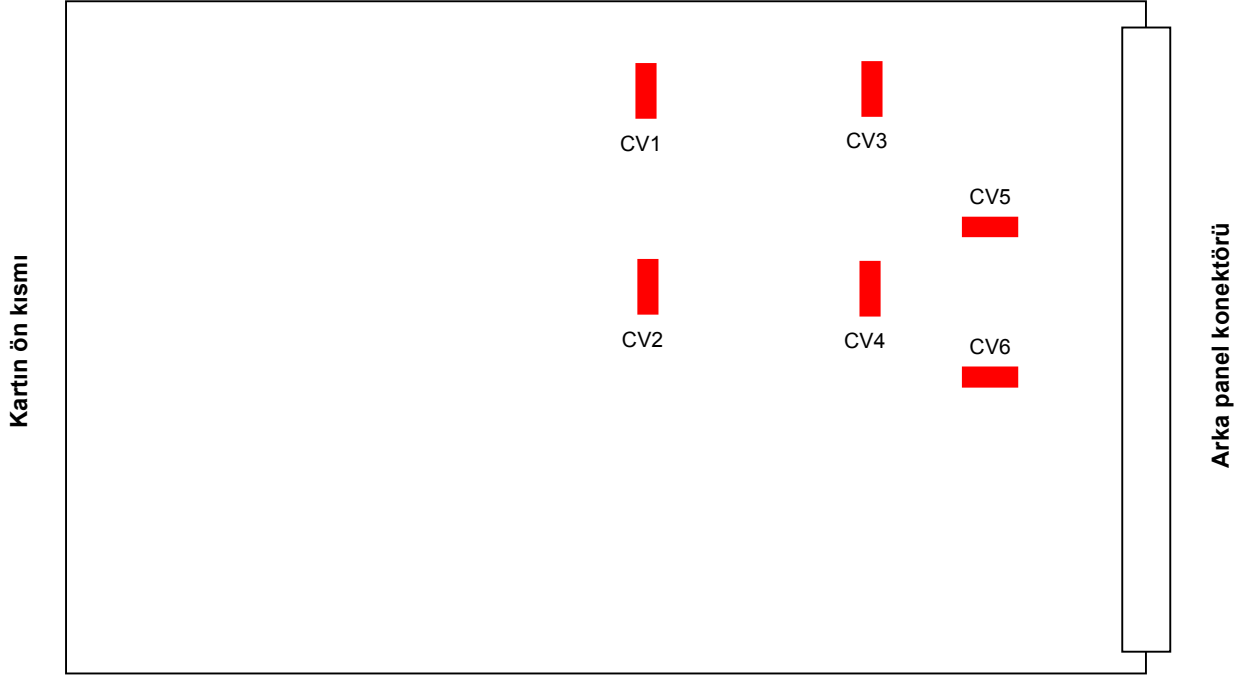 CV1
CV3
CV5
CV2
CV4
CV6
Kartın ön kısmı
Arka panel konektörü